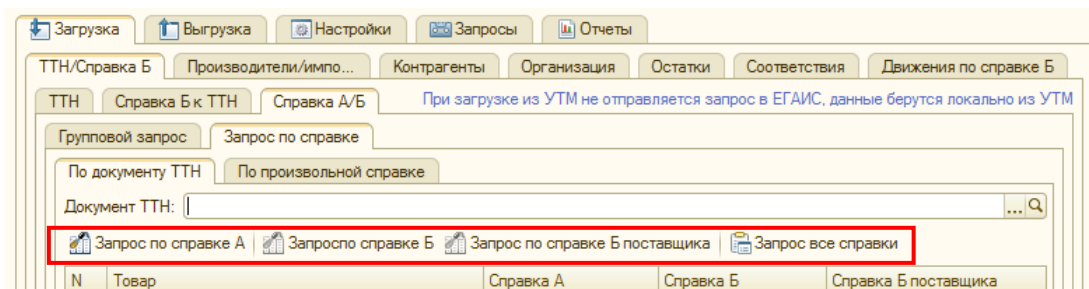 Загрузка Выгрузка Настройки Запросы Отчеты
ТТН/Справка Б Производители/импо... Контрагенты Организация Остатки Соответствия Движения по справке Б
ТТН Справка Б к ТТН Справка А/Б При загрузке из УТМ не отправляется запрос в ЕГАИС, данные берутся локально из УТМ
Групповой запрос Запрос по справке
По документу ТТН По произвольной справке
Документ ТТН: ...
Запрос по справке А Запроспо справке Б Запрос по справке Б поставщика Запрос все справки
N Товар Справка А Справка Б Справка Б поставщика